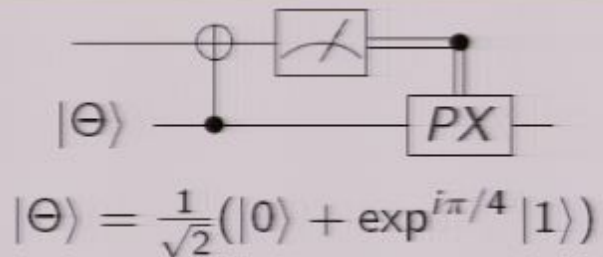 |Θ⟩ PX
|Θ⟩ = 1/√2(|0⟩ + exp^{iπ/4} |1⟩)